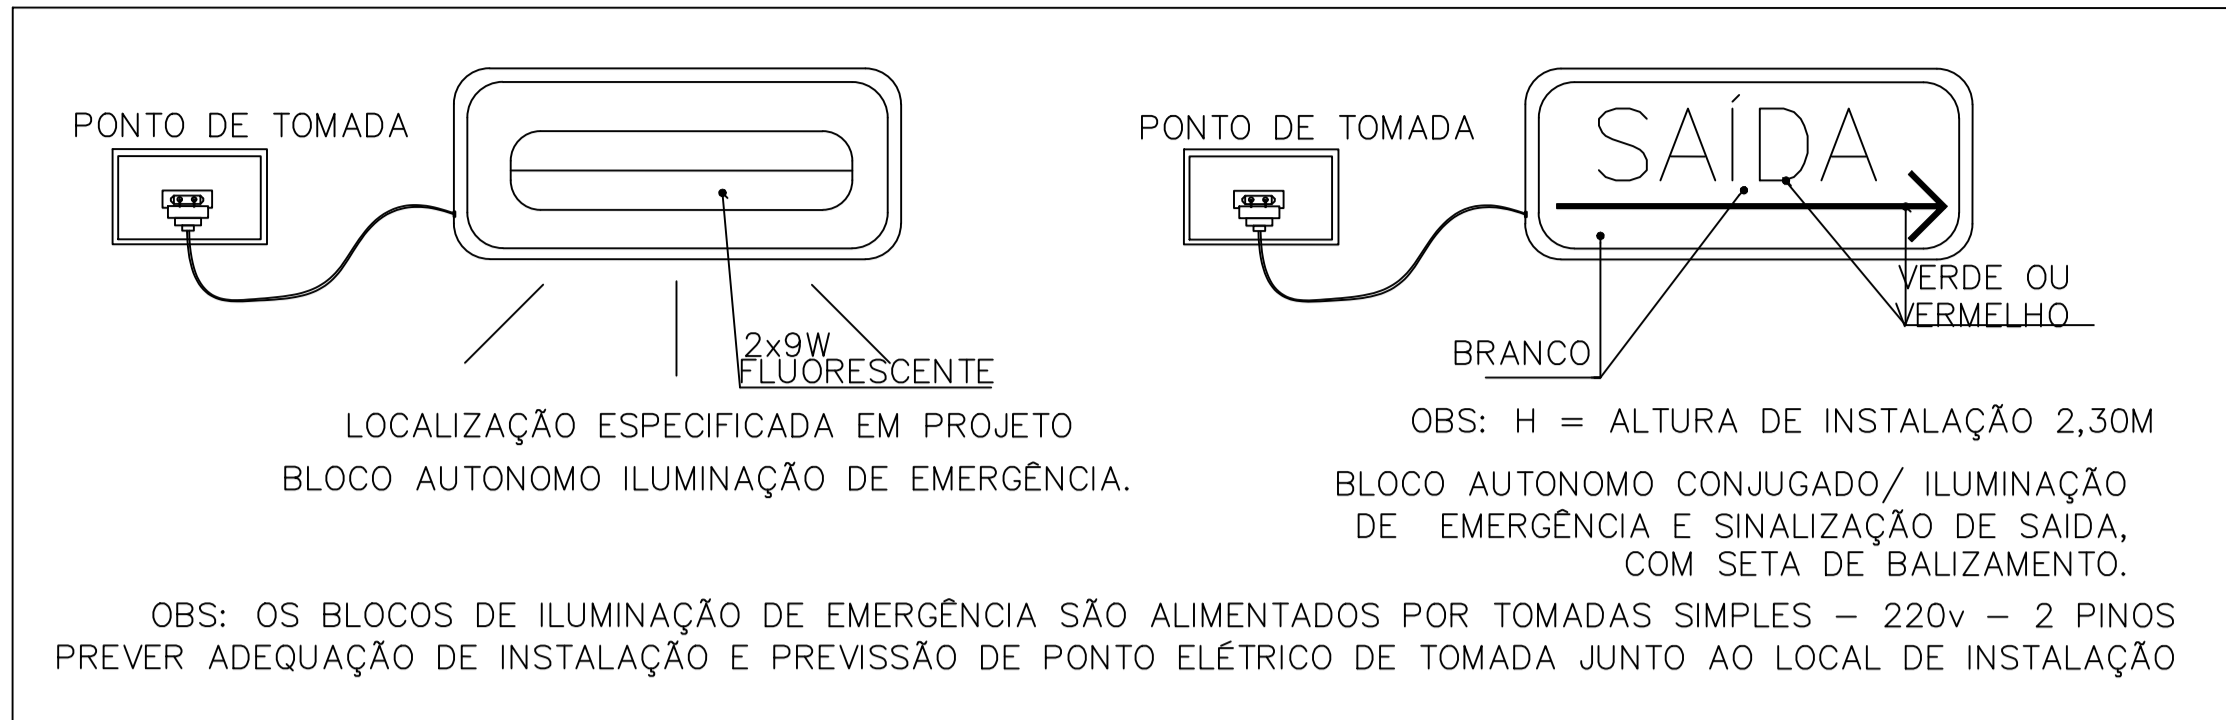 PONTO DE TOMADA
2x9W
FLUORESCENTE
LOCALIZAÇÃO ESPECIFICADA EM PROJETO
BLOCO AUTONOMO ILUMINAÇÃO DE EMERGÊNCIA.
PONTO DE TOMADA
SAÍDA
VERDE OU
VERMELHO
BRANCO
OBS: H = ALTURA DE INSTALAÇÃO 2,30M
BLOCO AUTONOMO CONJUGADO/ ILUMINAÇÃO
DE EMERGÊNCIA E SINALIZAÇÃO DE SAIDA,
COM SETA DE BALIZAMENTO.
OBS: OS BLOCOS DE ILUMINAÇÃO DE EMERGÊNCIA SÃO ALIMENTADOS POR TOMADAS SIMPLES – 220v – 2 PINOS
PREVER ADEQUAÇÃO DE INSTALAÇÃO E PREVISSÃO DE PONTO ELÉTRICO DE TOMADA JUNTO AO LOCAL DE INSTALAÇÃO